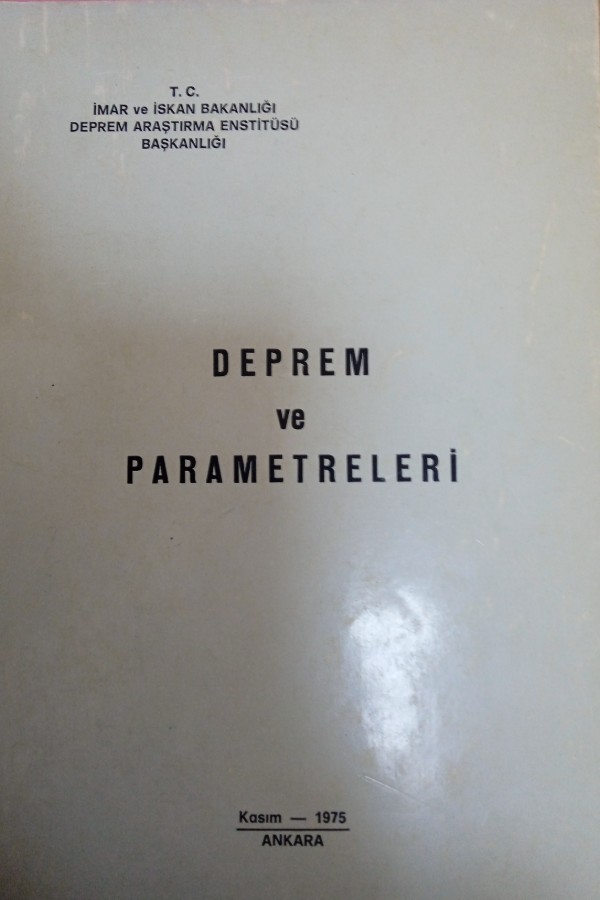 T. C.
İMAR ve İSKAN BAKANLIĞI
DEPREM ARAŞTIRMA ENSTİTÜSÜ
BAŞKANLIĞI
DEPREM
ve
PARAMETRELERİ
Kasım — 1975
ANKARA